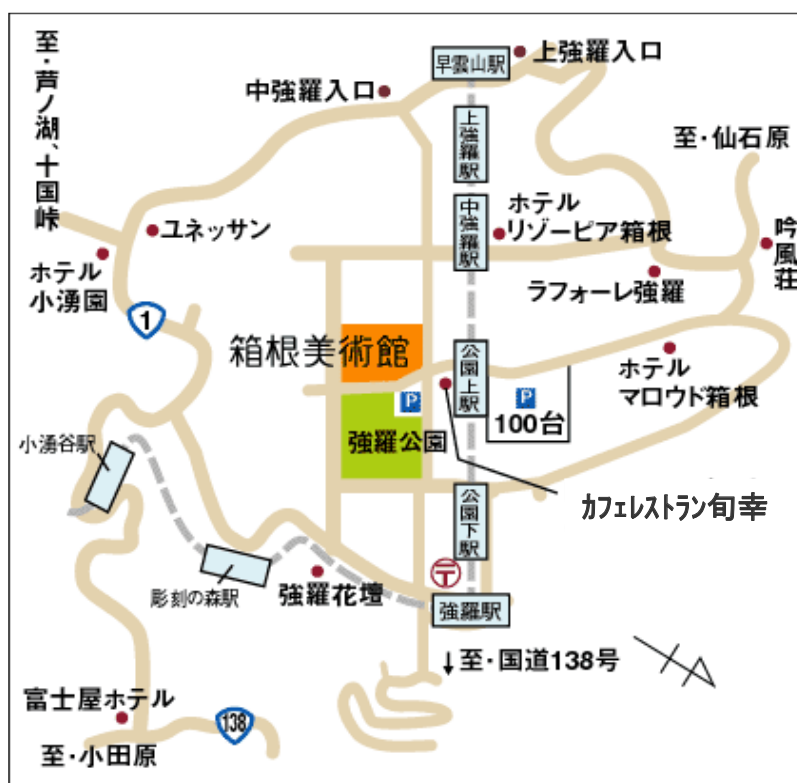 至・芦ノ湖、十国峠
早雲山駅
上強羅入口
中強羅入口
上強羅駅
至・仙石原
中強羅駅
ホテル
リゾーピア箱根
吟風荘
ユネッサン
ホテル
小湧園
ラフォーレ強羅
1
箱根美術館
公園上駅
ホテル
マロウド箱根
P
P
100台
強羅公園
小湧谷駅
カフェレストラン旬幸
公園下駅
〒
彫刻の森駅
強羅花壇
強羅駅
↓至・国道138号
富士屋ホテル
138
至・小田原